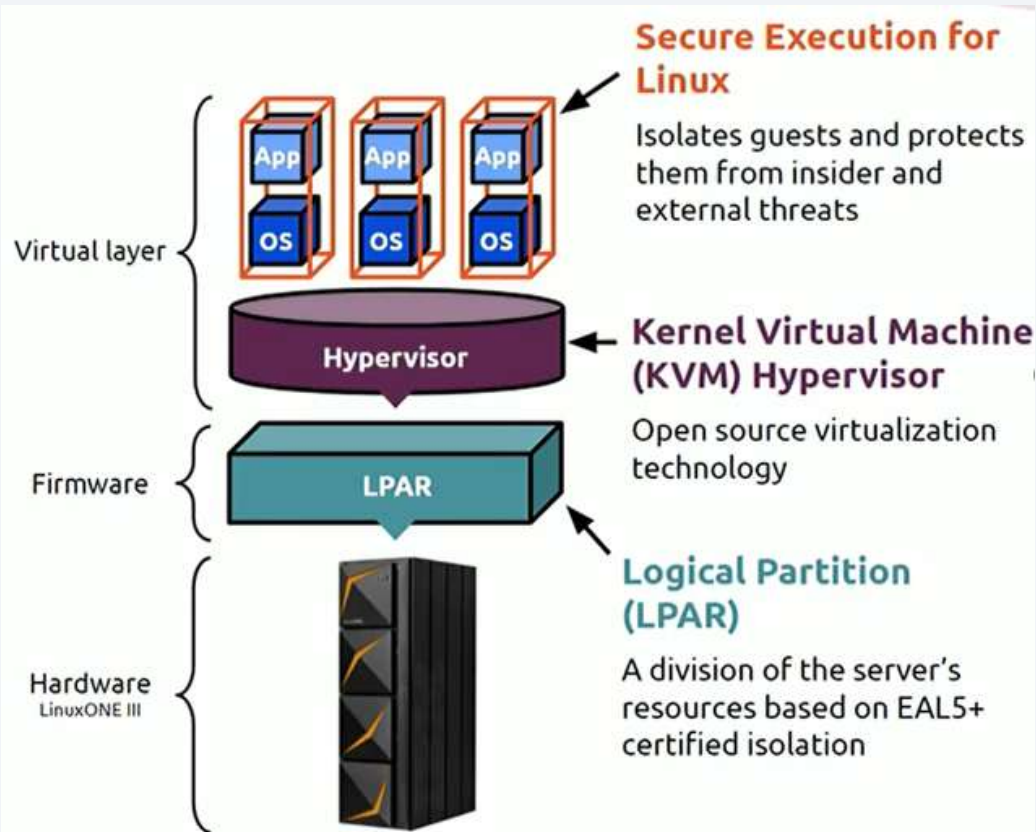 Secure Execution for
Linux
Isolates guests and protects
them from insider and
external threats
App
App
App
OS
OS
OS
Virtual layer
Hypervisor
Kernel Virtual Machine
(KVM) Hypervisor
Open source virtualization
technology
Firmware
LPAR
Logical Partition
(LPAR)
A division of the server's
resources based on EAL5+
certified isolation
Hardware
LinuxONE III